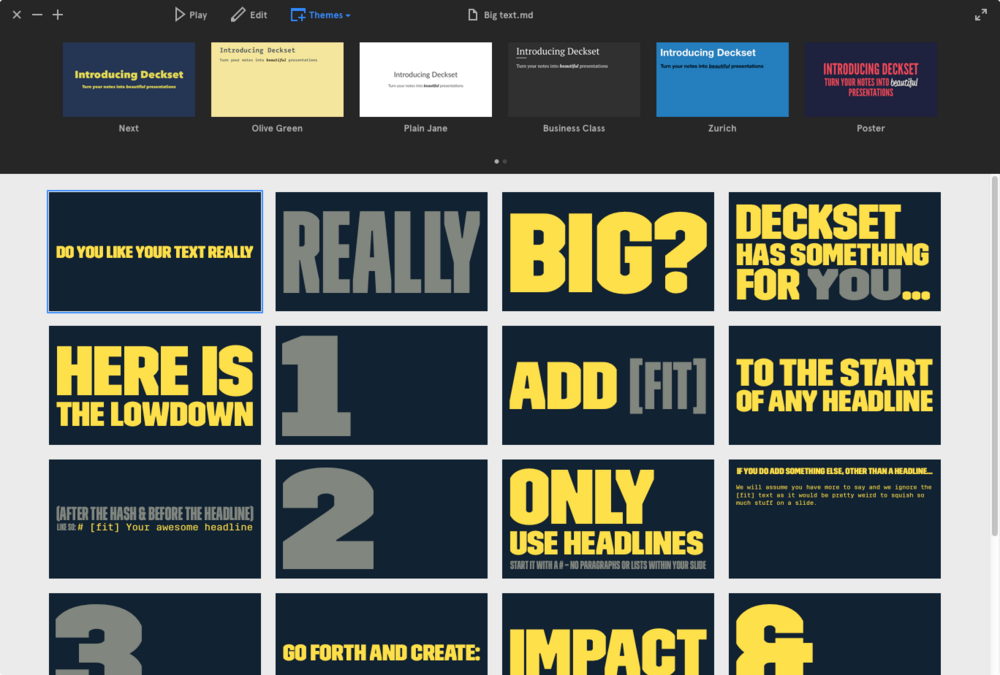 Play
Edit
Themes
Big text.md
Introducing Deckset
Turn your notes into beautiful presentations
Next
Introducing Deckset
Turn your notes into beautiful presentations
Olive Green
Introducing Deckset
Turn your notes into beautiful presentations
Plain Jane
Introducing Deckset
Turn your notes into beautiful presentations
Business Class
Introducing Deckset
Turn your notes into beautiful presentations
Zurich
INTRODUCING DECKSET
TURN YOUR NOTES INTO beautiful
PRESENTATIONS
Poster
DO YOU LIKE YOUR TEXT REALLY
REALLY
BIG?
DECKSET
HAS SOMETHING
FOR YOU...
HERE IS
THE LOWDOWN
1
ADD [FIT]
TO THE START
OF ANY HEADLINE
(AFTER THE HASH & BEFORE THE HEADLINE)
LIKE SO: # [fit] Your awesome headline
2
ONLY
USE HEADLINES
START IT WITH A # – NO PARAGRAPHS OR LISTS WITHIN YOUR SLIDE
IF YOU DO ADD SOMETHING ELSE, OTHER THAN A HEADLINE...
We will assume you have more to say and we ignore the
[fit] text as it would be pretty weird to squish so
much stuff on a slide.
3
GO FORTH AND CREATE:
IMPACT
&